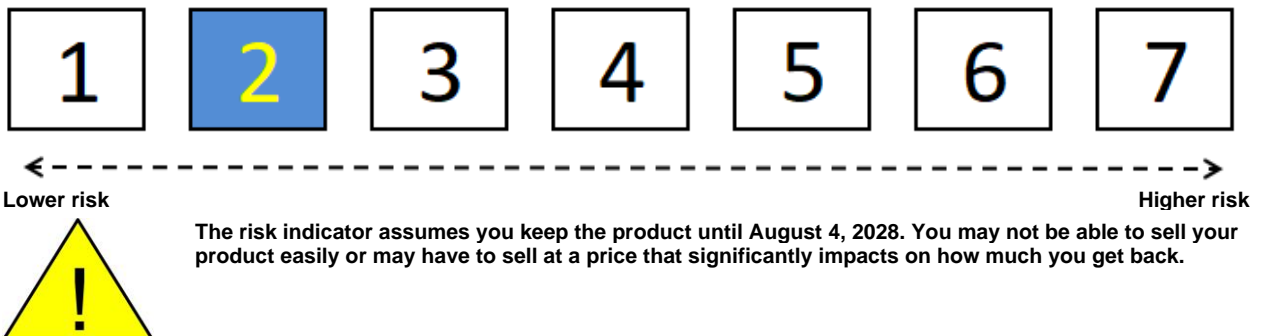 1 2 3 4 5 6 7
Lower risk Higher risk
The risk indicator assumes you keep the product until August 4, 2028. You may not be able to sell your
product easily or may have to sell at a price that significantly impacts on how much you get back.
!